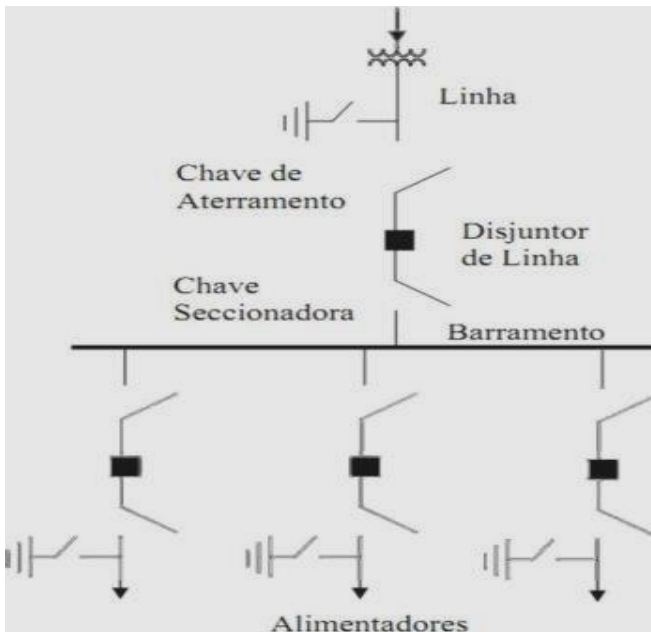 Linha
Chave de
Aterramento
Disjuntor
de Linha
Chave
Seccionadora
Barramento
Alimentadores